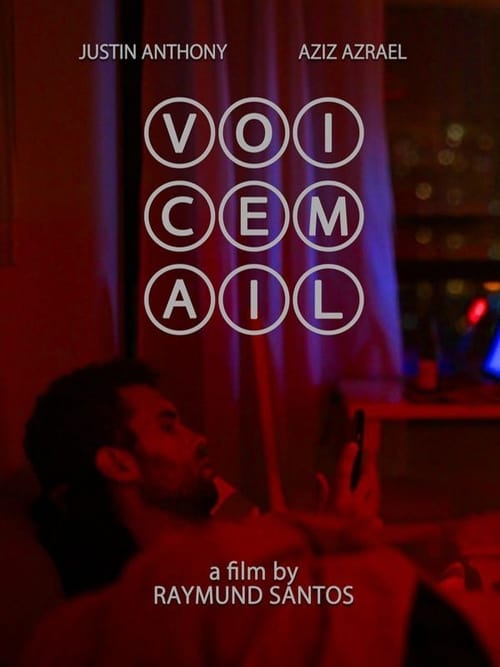 JUSTIN ANTHONY AZIZ AZRAEL
VOI
CEM
AIL
a film by
RAYMUND SANTOS